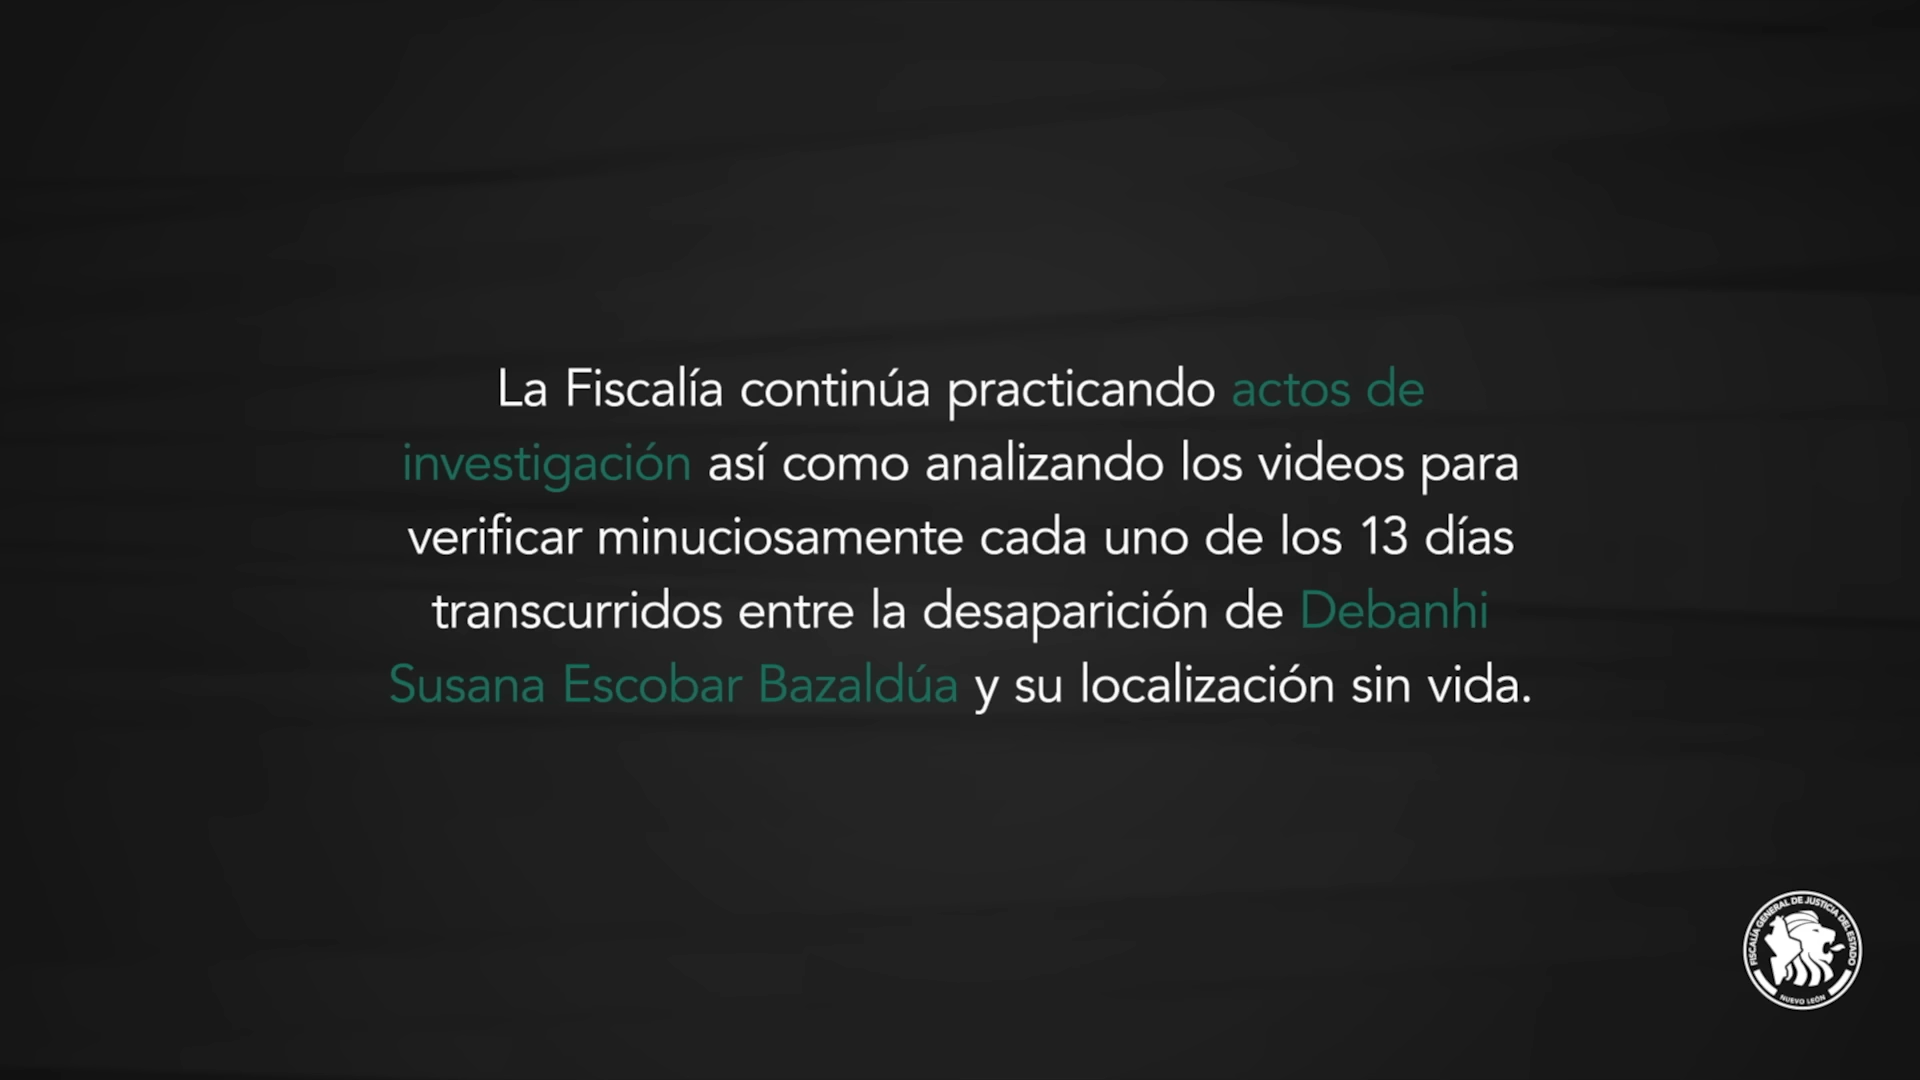 La Fiscalía continúa practicando actos de
investigación así como analizando los videos para
verificar minuciosamente cada uno de los 13 días
transcurridos entre la desaparición de Debanhi
Susana Escobar Bazaldúa y su localización sin vida.
FISCALÍA GENERAL DE JUSTICIA DEL ESTADO
NUEVO LEÓN